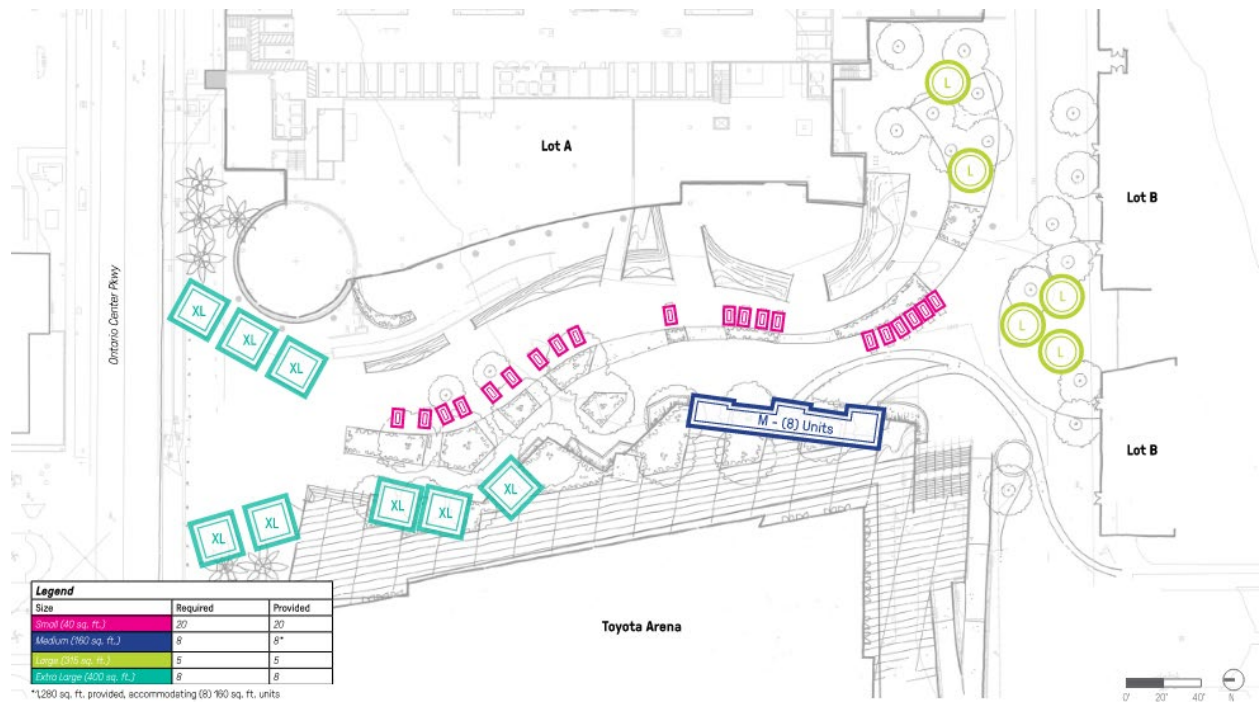 L
Lot A
L
Lot B
Ontario Center Pkwy
XL
XL
XL
L
L
L
M - (8) Units
Lot B
XL
XL
XL
XL
XL
Legend
Size Required Provided
Small (40 sq. ft.) 20 20
Medium (160 sq. ft.) 8 8*
Large (315 sq. ft.) 5 5
Extra Large (400 sq. ft.) 8 8
*1,280 sq. ft. provided, accommodating (8) 160 sq. ft. units
Toyota Arena
0' 20' 40' N